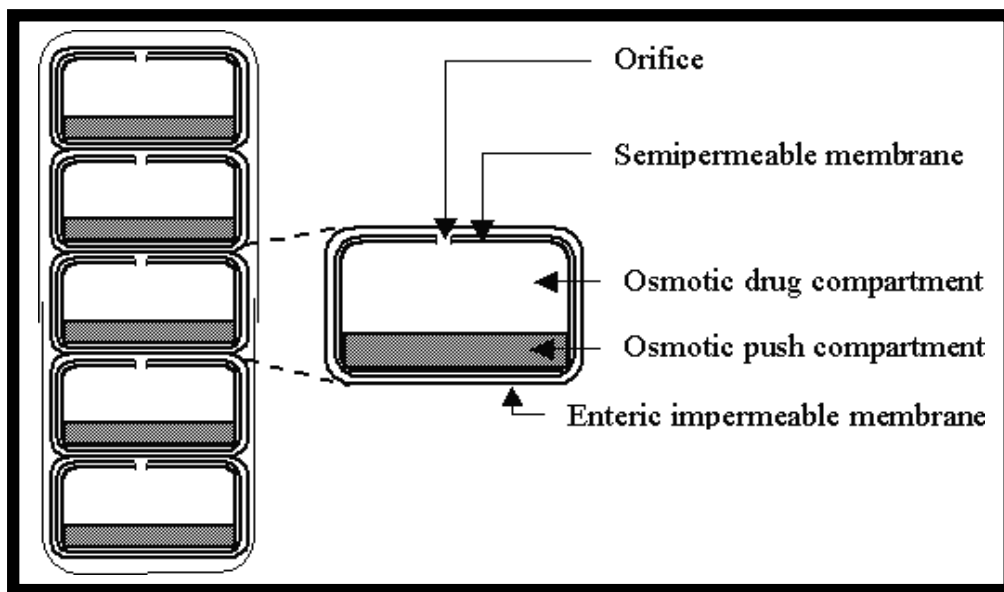 Orifice
Semipermeable membrane
Osmotic drug compartment
Osmotic push compartment
Enteric impermeable membrane